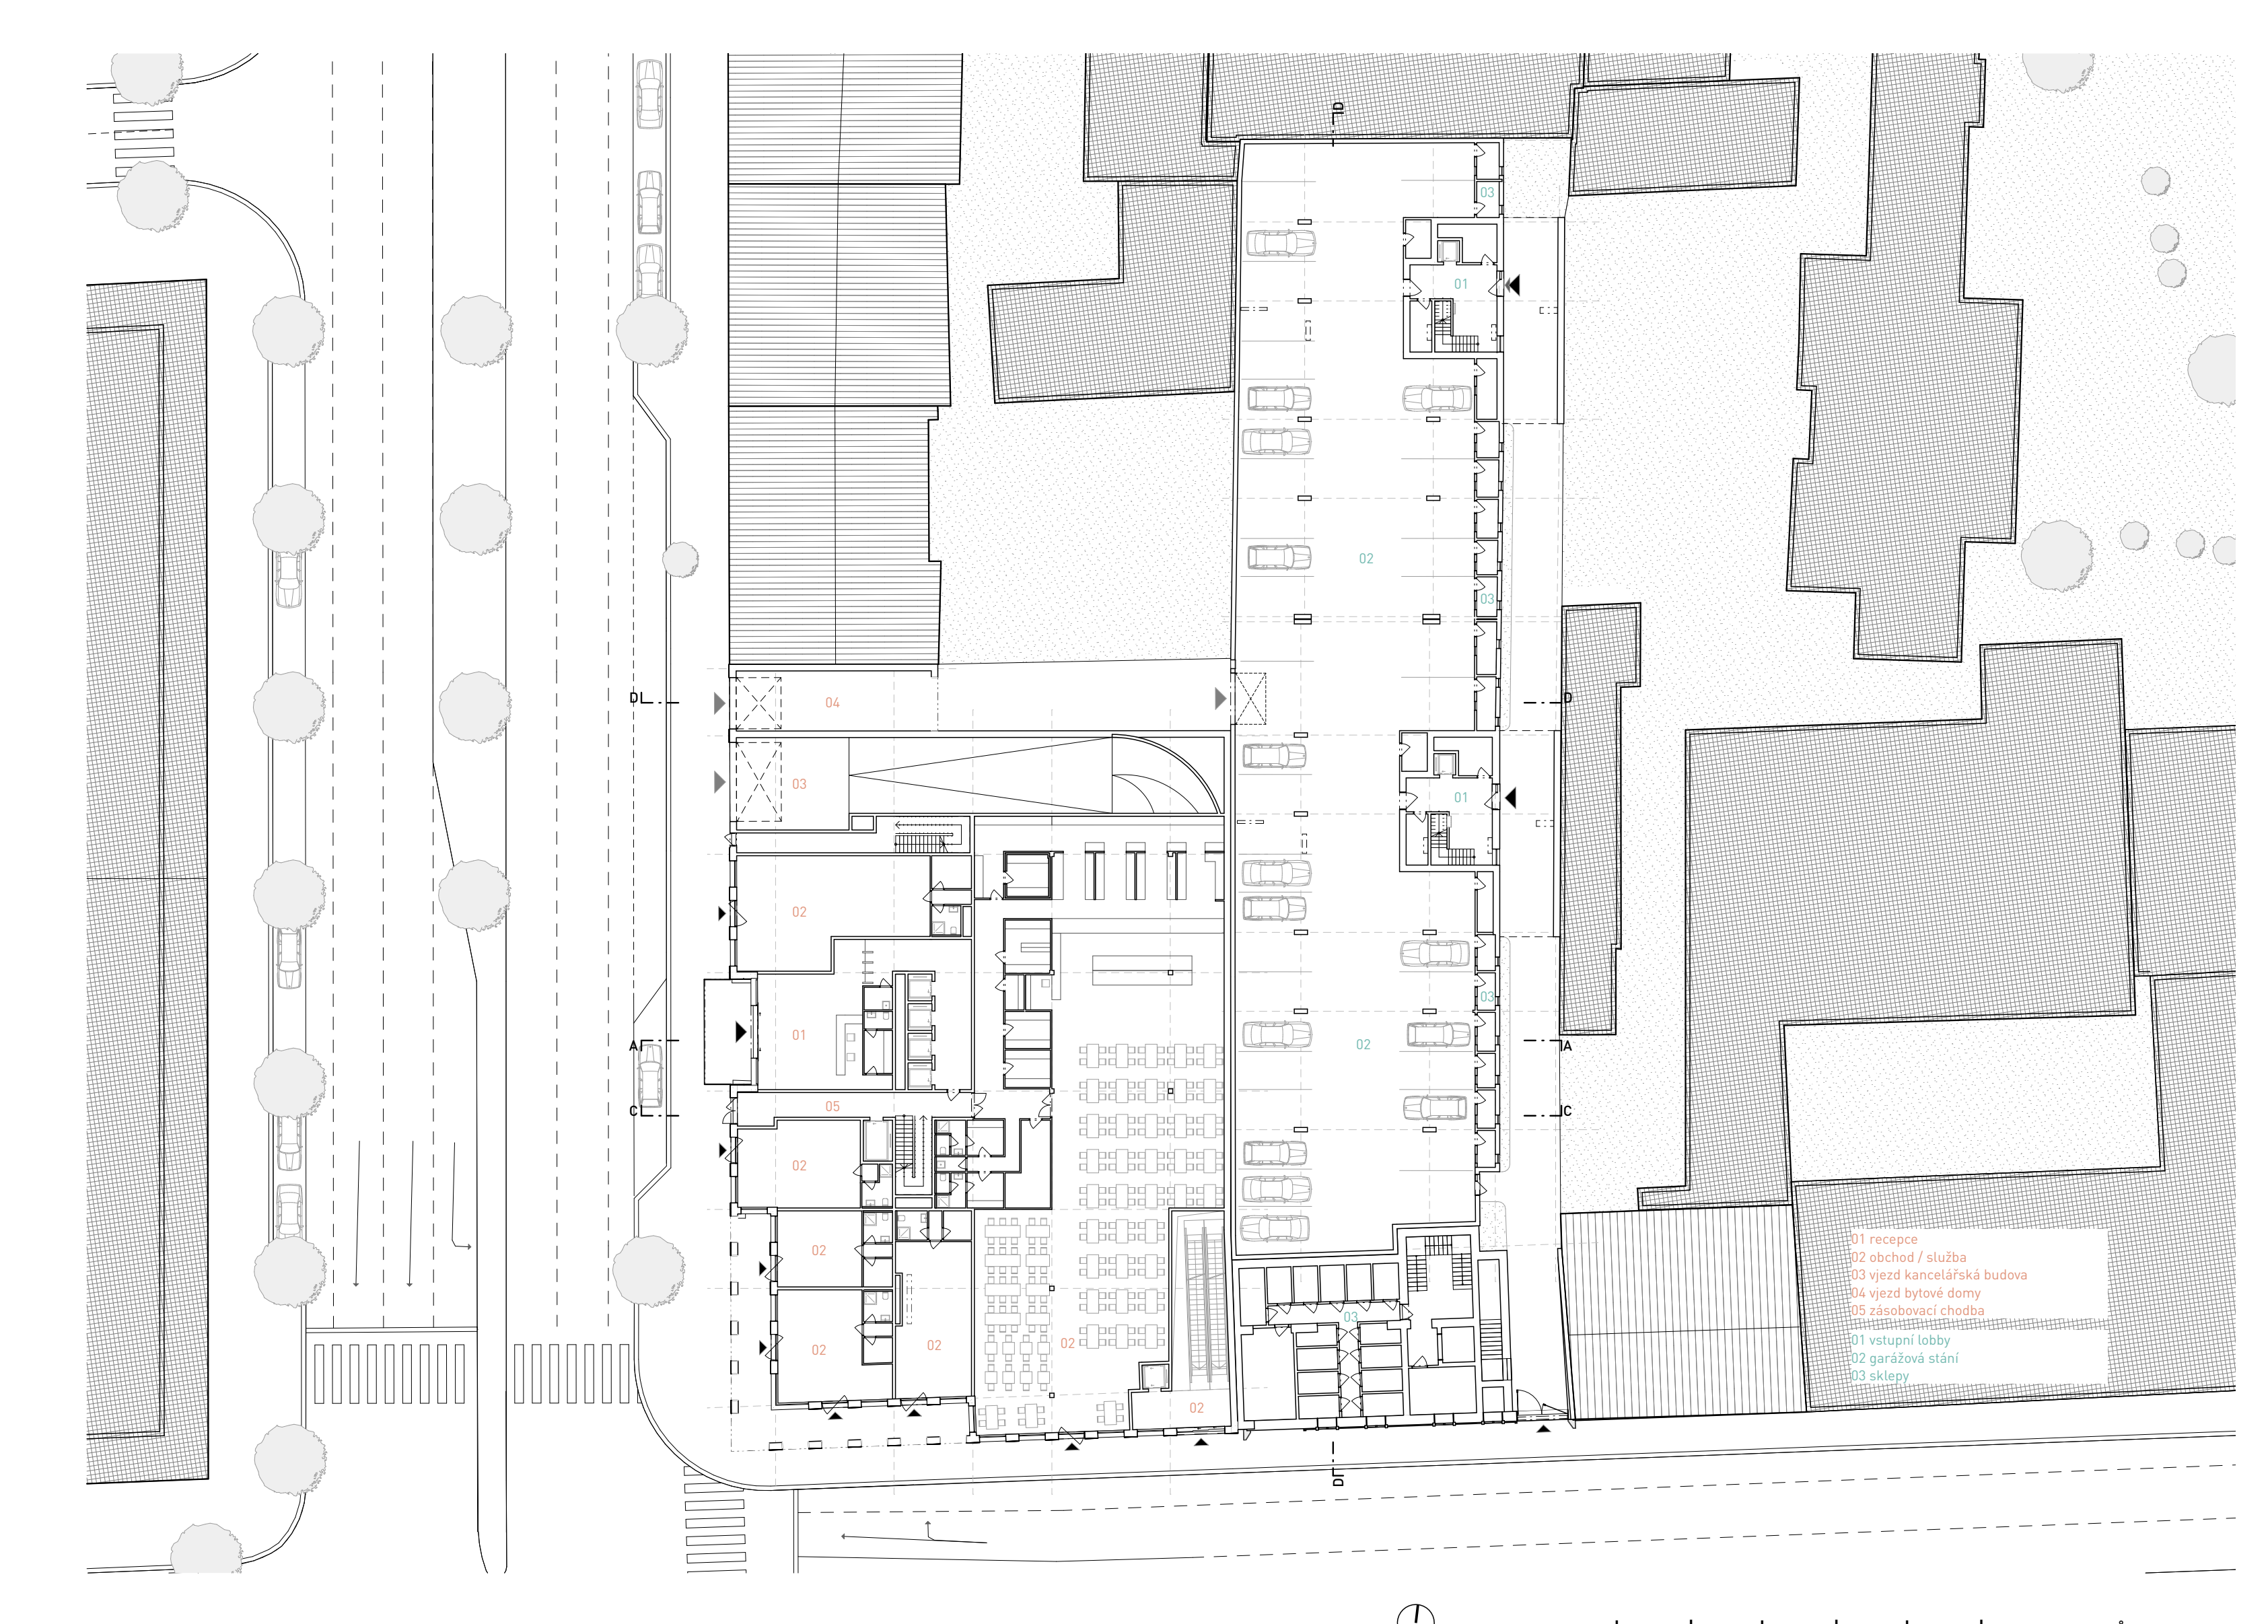 D
03
01
02
03
D
04
D
03
01
02
03
01
02
A
A
05
C
C
02
02
03
02
02
02
02
D
01 recepce
02 obchod / služba
03 vjezd kancelářská budova
04 vjezd bytové domy
05 zásobovací chodba
01 vstupní lobby
02 garážová stání
03 sklepy